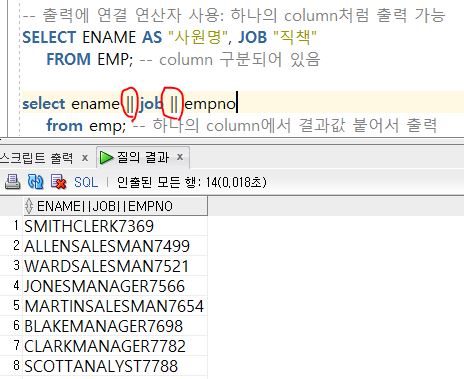 -- 출력에 연결 연산자 사용: 하나의 column처럼 출력 가능
SELECT ENAME AS "사원명", JOB "직책"
FROM EMP; -- column 구분되어 있음
select ename || job || empno
from emp; -- 하나의 column에서 결과값 붙어서 출력
스크립트 출력 × 질의 결과 ×
SQL | 인출된 모든 행: 14(0,018초)
ENAME||JOB||EMPNO
1 SMITHCLERK7369
2 ALLENSALESMAN7499
3 WARDSALESMAN7521
4 JONESMANAGER7566
5 MARTINSALESMAN7654
6 BLAKEMANAGER7698
7 CLARKMANAGER7782
8 SCOTTANALYST7788